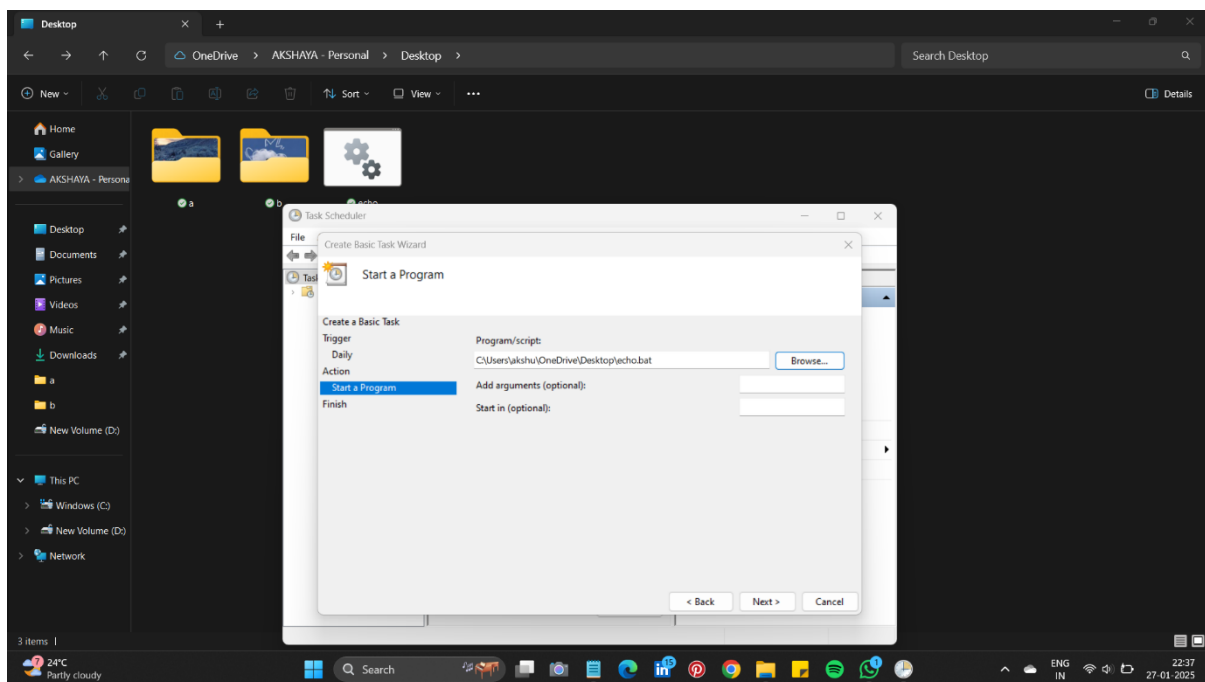 Desktop
OneDrive > AKSHAYA - Personal > Desktop >
Search Desktop
New
Sort
View
Details
Home
Gallery
AKSHAYA - Persona
Desktop
Documents
Pictures
Videos
Music
Downloads
a
b
New Volume (D:)
This PC
Windows (C:)
New Volume (D:)
Network
a
b
echo
Task Scheduler
File
Tas
Create Basic Task Wizard
Start a Program
Create a Basic Task
Trigger
Daily
Action
Start a Program
Finish
Program/script:
C:\Users\akshu\OneDrive\Desktop\echo.bat
Browse...
Add arguments (optional):
Start in (optional):
< Back
Next >
Cancel
3 items
7
24°C
Partly cloudy
Search
15
9
ENG
IN
22:37
27-01-2025